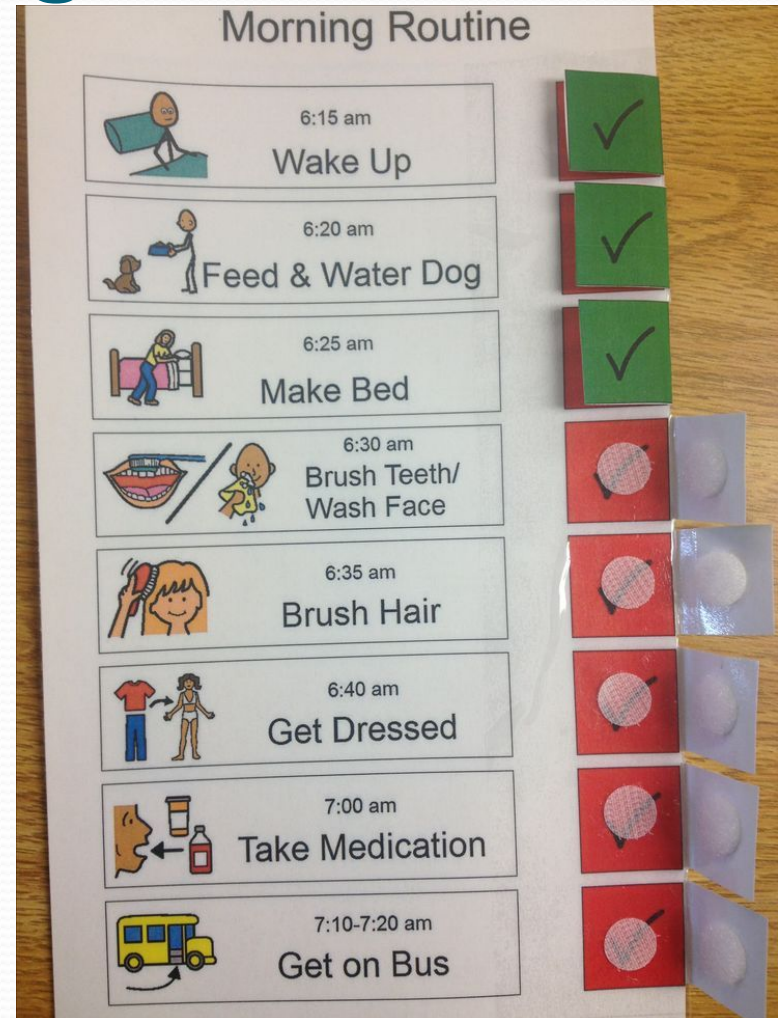 Morning Routine
6:15 am
Wake Up
6:20 am
Feed & Water Dog
6:25 am
Make Bed
6:30 am
Brush Teeth/
Wash Face
6:35 am
Brush Hair
6:40 am
Get Dressed
7:00 am
Take Medication
7:10-7:20 am
Get on Bus